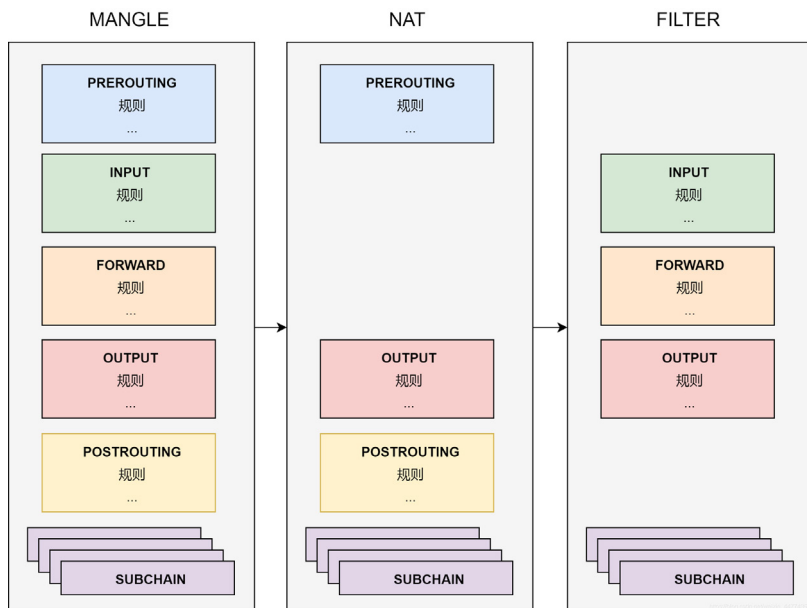 MANGLE
PREROUTING
规则
...
INPUT
规则
...
FORWARD
规则
...
OUTPUT
规则
...
POSTROUTING
规则
...
SUBCHAIN
NAT
PREROUTING
规则
...
OUTPUT
规则
...
POSTROUTING
规则
...
SUBCHAIN
FILTER
INPUT
规则
...
FORWARD
规则
...
OUTPUT
规则
...
SUBCHAIN